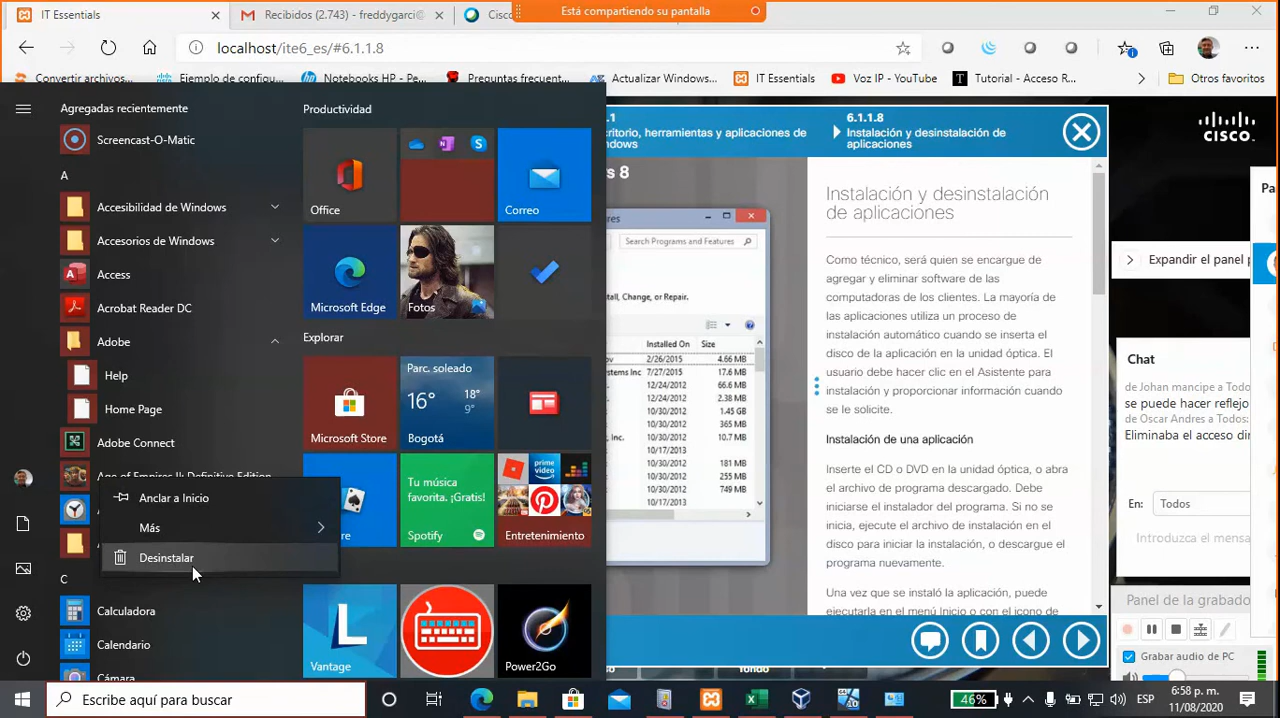 IT Essentials
Recibidos (2.743) - freddygarci
Cisc
Está compartiendo su pantalla
localhost/ite6_es/#6.1.1.8
Convertir archivos...
Ejemplo de configu...
Notebooks HP - Pe...
Preguntas frecuent...
Actualizar Windows...
IT Essentials
Voz IP - YouTube
Tutorial - Acceso R...
Otros favoritos
Agregadas recientemente
Screencast-O-Matic
A
Accesibilidad de Windows
Accesorios de Windows
Access
Acrobat Reader DC
Adobe
Help
Home Page
Adobe Connect
Age of Empires II: Definitive Edition
Anclar a Inicio
Más
Desinstalar
C
Calculadora
Calendario
Cámara
Productividad
Office
Correo
Microsoft Edge
Fotos
Explorar
Microsoft Store
Parc. soleado
16°
18°
9°
Bogotá
Tu música
favorita. ¡Gratis!
Spotify
prime video
Entretenimiento
Vantage
Power2Go
.1
critorio, herramientas y aplicaciones de
ndows
6.1.1.8
Instalación y desinstalación de
aplicaciones
s 8
ures
Search Programs and Features
tall, Change, or Repair.
Installed On
Size
2/26/2015
4.66 MB
7/27/2015
17.6 MB
12/24/2012
66.6 MB
12/24/2012
2.38 MB
10/30/2012
1.45 GB
10/30/2012
365 MB
10/30/2012
10.7 MB
10/17/2013
10/30/2012
181 MB
10/30/2012
255 MB
10/30/2012
749 MB
10/17/2013
Instalación y desinstalación
de aplicaciones
Como técnico, será quien se encargue de
agregar y eliminar software de las
computadoras de los clientes. La mayoría de
las aplicaciones utiliza un proceso de
instalación automático cuando se inserta el
disco de la aplicación en la unidad óptica. El
usuario debe hacer clic en el Asistente para
instalación y proporcionar información cuando
se le solicite.
Instalación de una aplicación
Inserte el CD o DVD en la unidad óptica, o abra
el archivo de programa descargado. Debe
iniciarse el instalador del programa. Si no se
inicia, ejecute el archivo de instalación en el
disco para iniciar la instalación, o descargue el
programa nuevamente.
Una vez que se instaló la aplicación, puede
ejecutarla en el menú Inicio o con el icono de
CISCO
Pa
Expandir el panel p
Chat
de Johan mancipe a Todo
se puede hacer reflejo
de Oscar Andres a Todos:
Eliminaba el acceso dir
En:
Todos
Introduzca el mensa
Panel de la grabado
Grabar audio de PC
Escribe aquí para buscar
46%
ESP
6:58 p. m.
11/08/2020